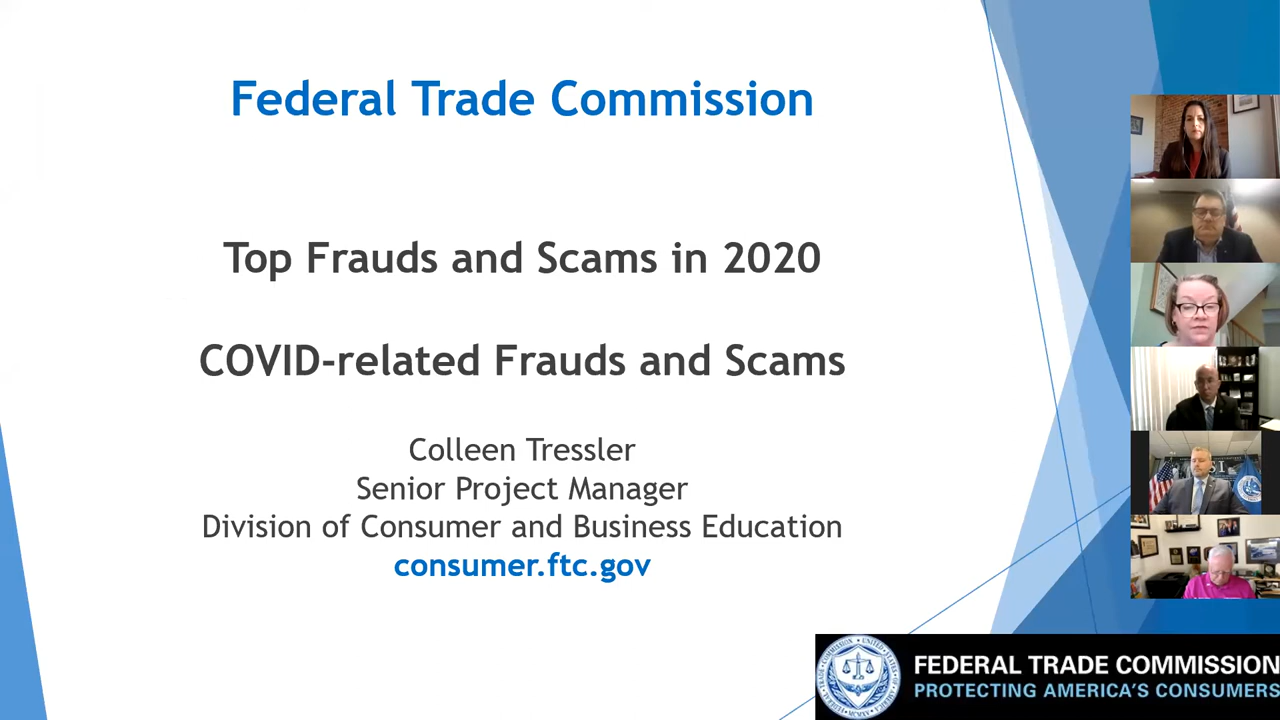 Federal Trade Commission
Top Frauds and Scams in 2020
COVID-related Frauds and Scams
Colleen Tressler
Senior Project Manager
Division of Consumer and Business Education
consumer.ftc.gov
FEDERAL TRADE COMMISSION
PROTECTING AMERICA'S CONSUMERS